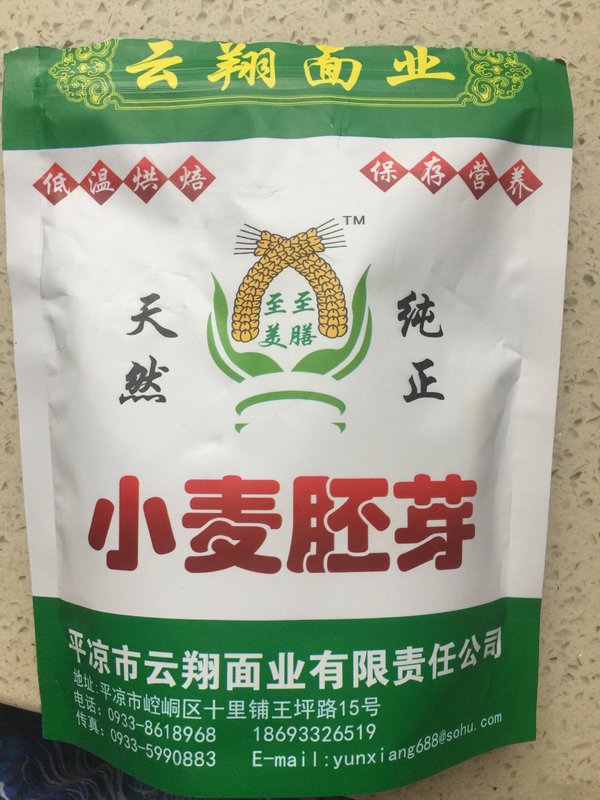 云翔面业
低温烘焙
保存营养
TM
天然
纯正
至至
美膳
小麦胚芽
平凉市云翔面业有限责任公司
地址:平凉市崆峒区十里铺王坪路15号
电话:0933-8618968 18693326519
传真:0933-5990883 E-mail:yunxiang688@sohu.com